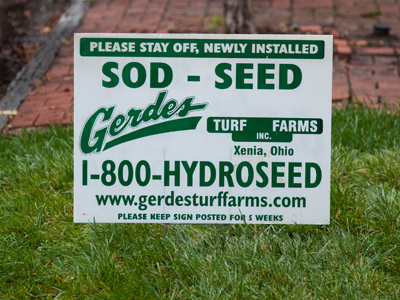 PLEASE STAY OFF, NEWLY INSTALLED
SOD - SEED
Gerdes TURF FARMS
INC.
Xenia, Ohio
1-800-HYDROSEED
www.gerdesturffarms.com
PLEASE KEEP SIGN POSTED FOR 5 WEEKS